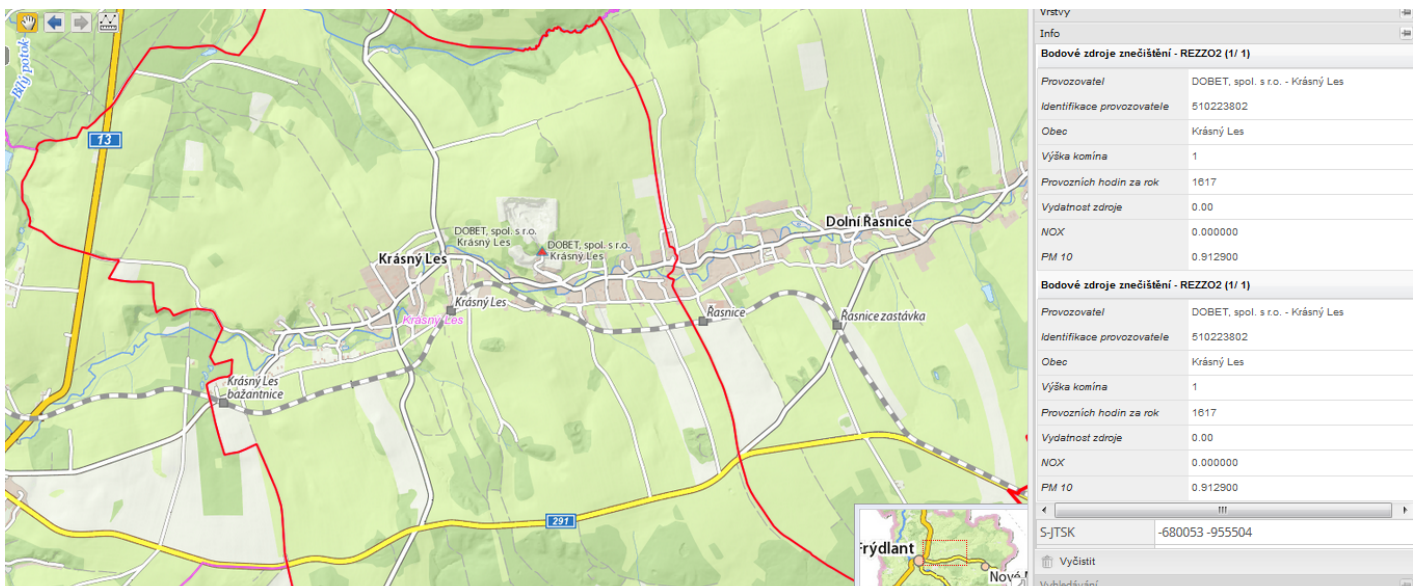 Bílý potok
13
DOBET, spol. s r.o.
Krásný Les
DOBET, spol. s r.o.
Krásný Les
Dolní Řasnice
Krásný Les
Krásný Les
Krásný Les
Řasnice
Řasnice zastávka
Krásný Les
bažantnice
291
Frýdlant
Vrstvy
Info
Bodové zdroje znečištění - REZZO2 (1/ 1)
Provozovatel DOBET, spol. s r.o. - Krásný Les
Identifikace provozovatele 510223802
Obec Krásný Les
Výška komína 1
Provozních hodin za rok 1617
Vydatnost zdroje 0.00
NOX 0.000000
PM 10 0.912900
Bodové zdroje znečištění - REZZO2 (1/ 1)
Provozovatel DOBET, spol. s r.o. - Krásný Les
Identifikace provozovatele 510223802
Obec Krásný Les
Výška komína 1
Provozních hodin za rok 1617
Vydatnost zdroje 0.00
NOX 0.000000
PM 10 0.912900
S-JTSK -680053 -955504
Vyčistit
Vyhledávání